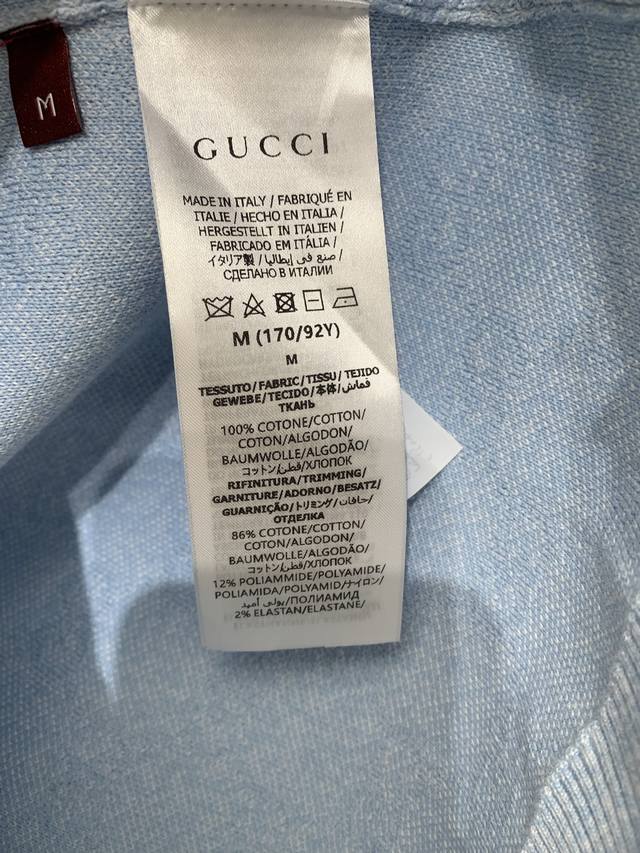 M
GUCCI
MADE IN ITALY / FABRIQUÉ EN
ITALIE / HECHO EN ITALIA /
HERGESTELLT IN ITALIEN /
FABRICADO EM ITÁLIA /
イタリア製 / صنع في إيطاليا /
СДЕЛАНО В ИТАЛИИ
M (170/92Y)
M
TESSUTO/FABRIC/TISSU/TEJIDO
GEWEBE/TECIDO/本体/قماش/
ТКАНЬ
100% COTONE/COTTON/
COTON/ALGODON/
BAUMWOLLE/ALGODÃO/
コットン/قطن/ХЛОПОК
RIFINITURA/TRIMMING/
GARNITURE/ADORNO/BESATZ/
GUARNIÇÃO/トリミング/حافات/
ОТДЕЛКА
86% COTONE/COTTON/
COTON/ALGODON/
BAUMWOLLE/ALGODÃO/
コットン/قطن/ХЛОПОК
12% POLIAMMIDE/POLYAMIDE/
POLIAMIDA/POLYAMID/ナイロン/
بولي أميد/ПОЛИАМИД
2% ELASTAN/ELASTANE/